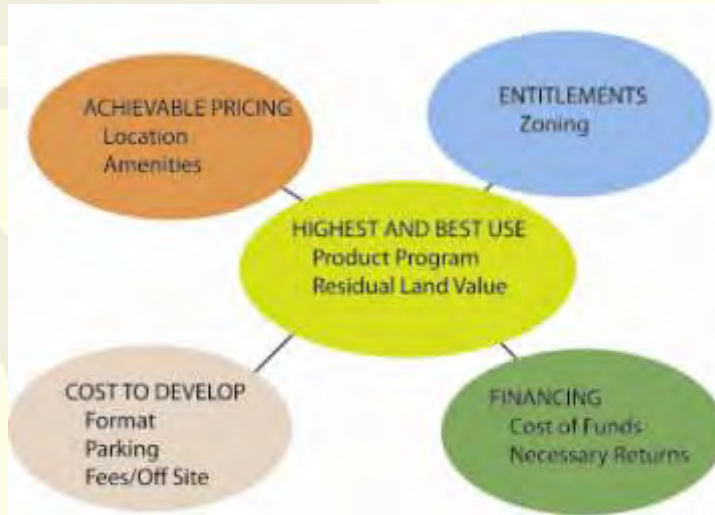 ACHIEVABLE PRICING
Location
Amenities
ENTITLEMENTS
Zoning
HIGHEST AND BEST USE
Product Program
Residual Land Value
COST TO DEVELOP
Format
Parking
Fees/Off Site
FINANCING
Cost of Funds
Necessary Returns